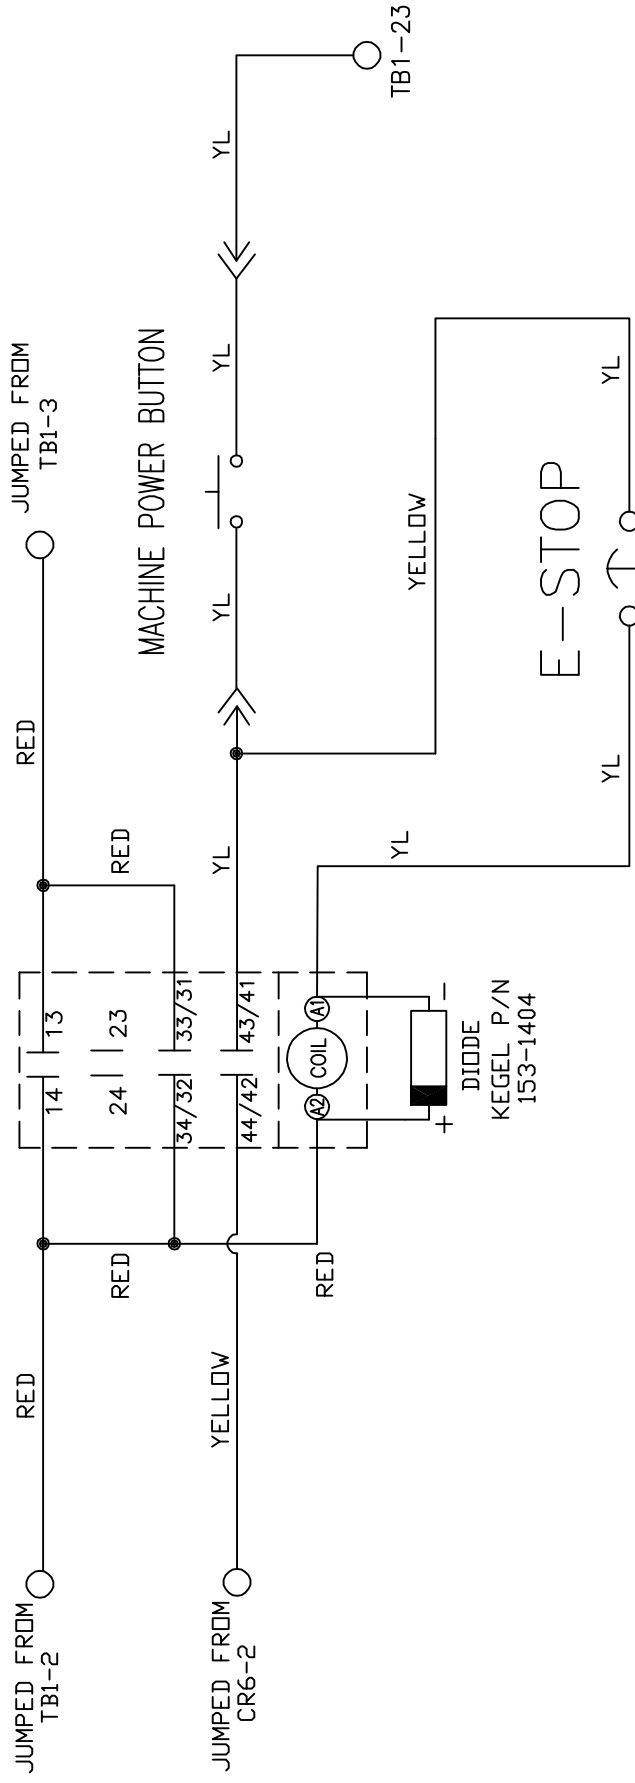 JUMPED FROM
TB1-2
RED
RED
JUMPED FROM
TB1-3
14
13
RED
RED
24
23
34/32
33/31
MACHINE POWER BUTTON
JUMPED FROM
CR6-2
YELLOW
44/42
43/41
YL
YL
YL
YL
TB1-23
RED
A2
COIL
A1
YL
YELLOW
+
-
DIODE
KEGEL P/N
153-1404
E-STOP
YL
YL